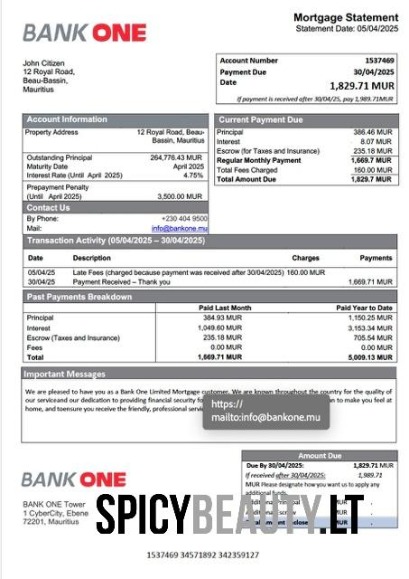 BANK ONE
Mortgage Statement
Statement Date: 05/04/2025
John Citizen
12 Royal Road,
Beau-Bassin,
Mauritius
Account Number 1537469
Payment Due 30/04/2025
Date 1,829.71 MUR
If payment is received after 30/04/25, pay 1,989.71MUR
Account Information
Property Address 12 Royal Road, Beau-
Bassin, Mauritius
Outstanding Principal 264,776.43 MUR
Maturity Date April 2025
Interest Rate (Until April 2025) 4.75%
Prepayment Penalty
(Until April 2025) 3,500.00 MUR
Contact Us
By Phone: +230 404 9500
Mail: info@bankone.mu
Current Payment Due
Principal 386.46 MUR
Interest 8.07 MUR
Escrow (for Taxes and Insurance) 235.18 MUR
Regular Monthly Payment 1,669.7 MUR
Total Fees Charged 160.00 MUR
Total Amount Due 1,829.7 MUR
Transaction Activity (05/04/2025 – 30/04/2025)
Date Description Charges Payments
05/04/25 Late Fees (charged because payment was received after 30/04/2025) 160.00 MUR
30/04/25 Payment Received – Thank you 1,669.71 MUR
Past Payments Breakdown
Paid Last Month Paid Year to Date
Principal 384.93 MUR 1,150.25 MUR
Interest 1,049.60 MUR 3,153.34 MUR
Escrow (Taxes and Insurance) 235.18 MUR 705.54 MUR
Fees 0.00 MUR 0.00 MUR
Total 1,669.71 MUR 5,009.13 MUR
Important Messages
We are pleased to have you as a Bank One Limited Mortgage customer. We are known throughout the country for the quality of
our serviceand our dedication to providing financial security fo on to make you feel at
home, and toensure you receive the friendly, professional servi
https://
mailto:info@bankone.mu
BANK ONE
BANK ONE Tower
1 CyberCity, Ebene
72201, Mauritius
Amount Due
Due By 30/04/2025: 1,829.71 MUR
If received after 30/04/25: 1,989.71
MUR Please designate how you want us to apply any
additional funds.
SPICYBEAUTY.LT
1537469 34571892 342359127